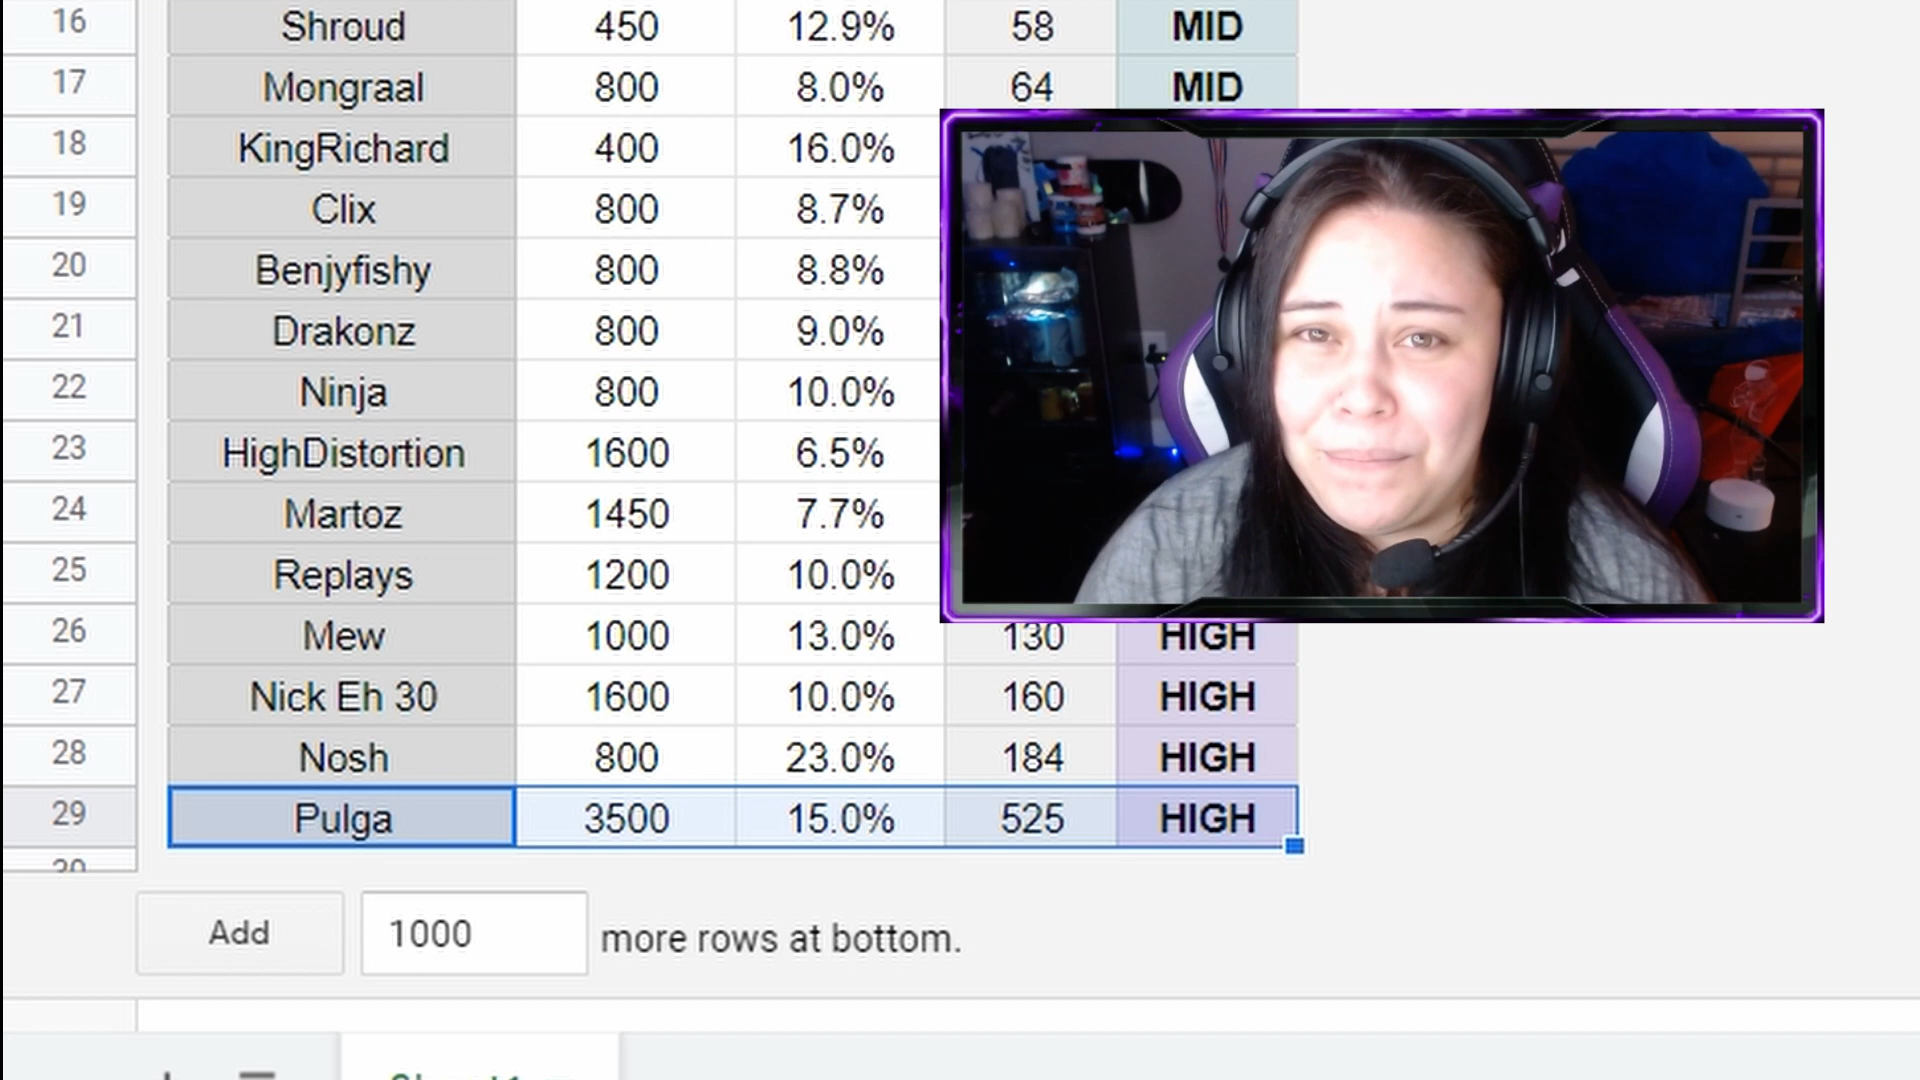 16 Shroud 450 12.9% 58 MID
17 Mongraal 800 8.0% 64 MID
18 KingRichard 400 16.0%
19 Clix 800 8.7%
20 Benjyfishy 800 8.8%
21 Drakonz 800 9.0%
22 Ninja 800 10.0%
23 HighDistortion 1600 6.5%
24 Martoz 1450 7.7%
25 Replays 1200 10.0%
26 Mew 1000 13.0% 130 HIGH
27 Nick Eh 30 1600 10.0% 160 HIGH
28 Nosh 800 23.0% 184 HIGH
29 Pulga 3500 15.0% 525 HIGH
30
Add 1000 more rows at bottom.